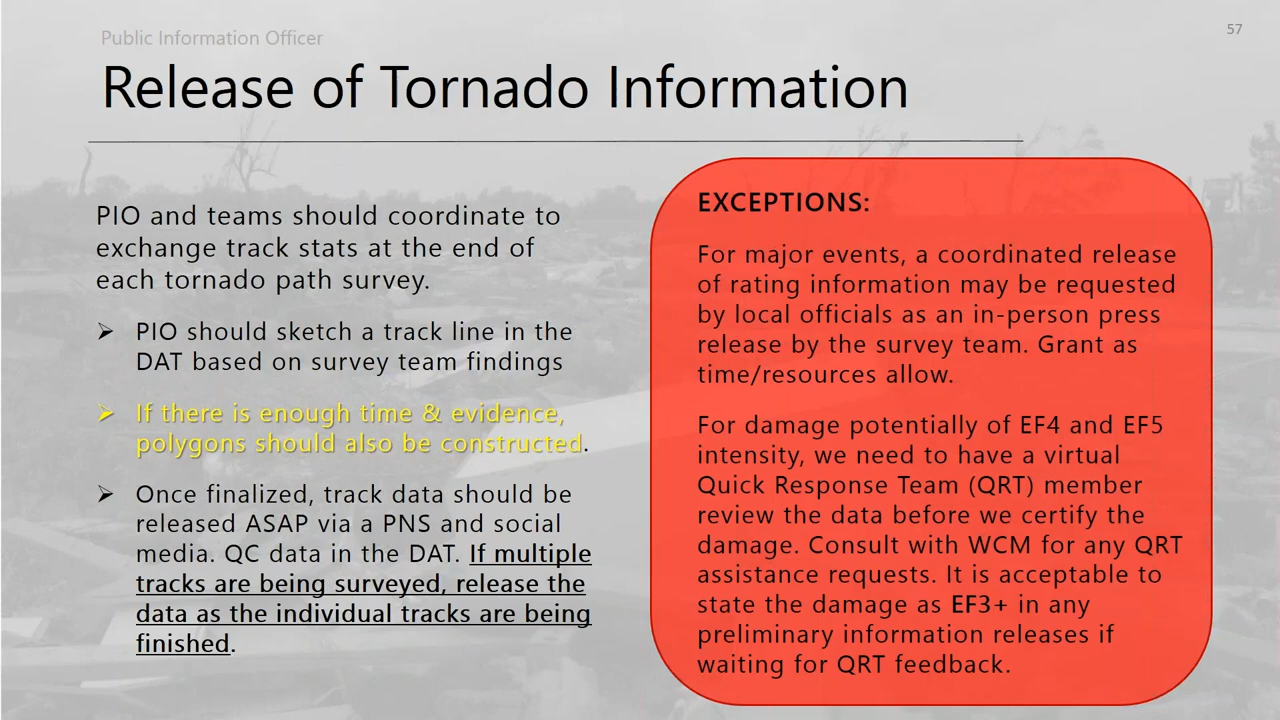 Public Information Officer
57
Release of Tornado Information
PIO and teams should coordinate to
exchange track stats at the end of
each tornado path survey.
➢ PIO should sketch a track line in the
DAT based on survey team findings
➢ If there is enough time & evidence,
polygons should also be constructed.
➢ Once finalized, track data should be
released ASAP via a PNS and social
media. QC data in the DAT. If multiple
tracks are being surveyed, release the
data as the individual tracks are being
finished.
EXCEPTIONS:
For major events, a coordinated release
of rating information may be requested
by local officials as an in-person press
release by the survey team. Grant as
time/resources allow.
For damage potentially of EF4 and EF5
intensity, we need to have a virtual
Quick Response Team (QRT) member
review the data before we certify the
damage. Consult with WCM for any QRT
assistance requests. It is acceptable to
state the damage as EF3+ in any
preliminary information releases if
waiting for QRT feedback.